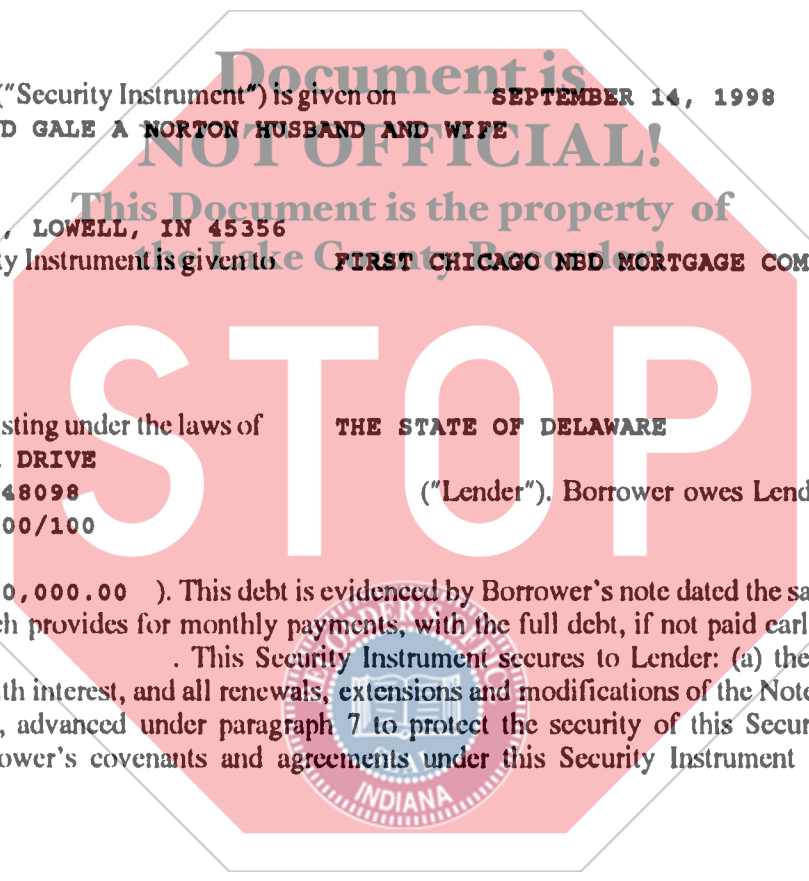 Document is
("Security Instrument") is given on SEPTEMBER 14, 1998
D GALE A NORTON HUSBAND AND WIFE
NOT OFFICIAL!
This Document is the property of
, LOWELL, IN 45356
the Lake County Recorder!
ty Instrument is given to FIRST CHICAGO NBD MORTGAGE COM
STOP
sting under the laws of THE STATE OF DELAWARE
DRIVE
48098 ("Lender"). Borrower owes Lend
00/100
0,000.00 ). This debt is evidenced by Borrower's note dated the sa
ch provides for monthly payments, with the full debt, if not paid earl
. This Security Instrument secures to Lender: (a) the
th interest, and all renewals, extensions and modifications of the Note
, advanced under paragraph 7 to protect the security of this Secur
ower's covenants and agreements under this Security Instrument
INDIANA